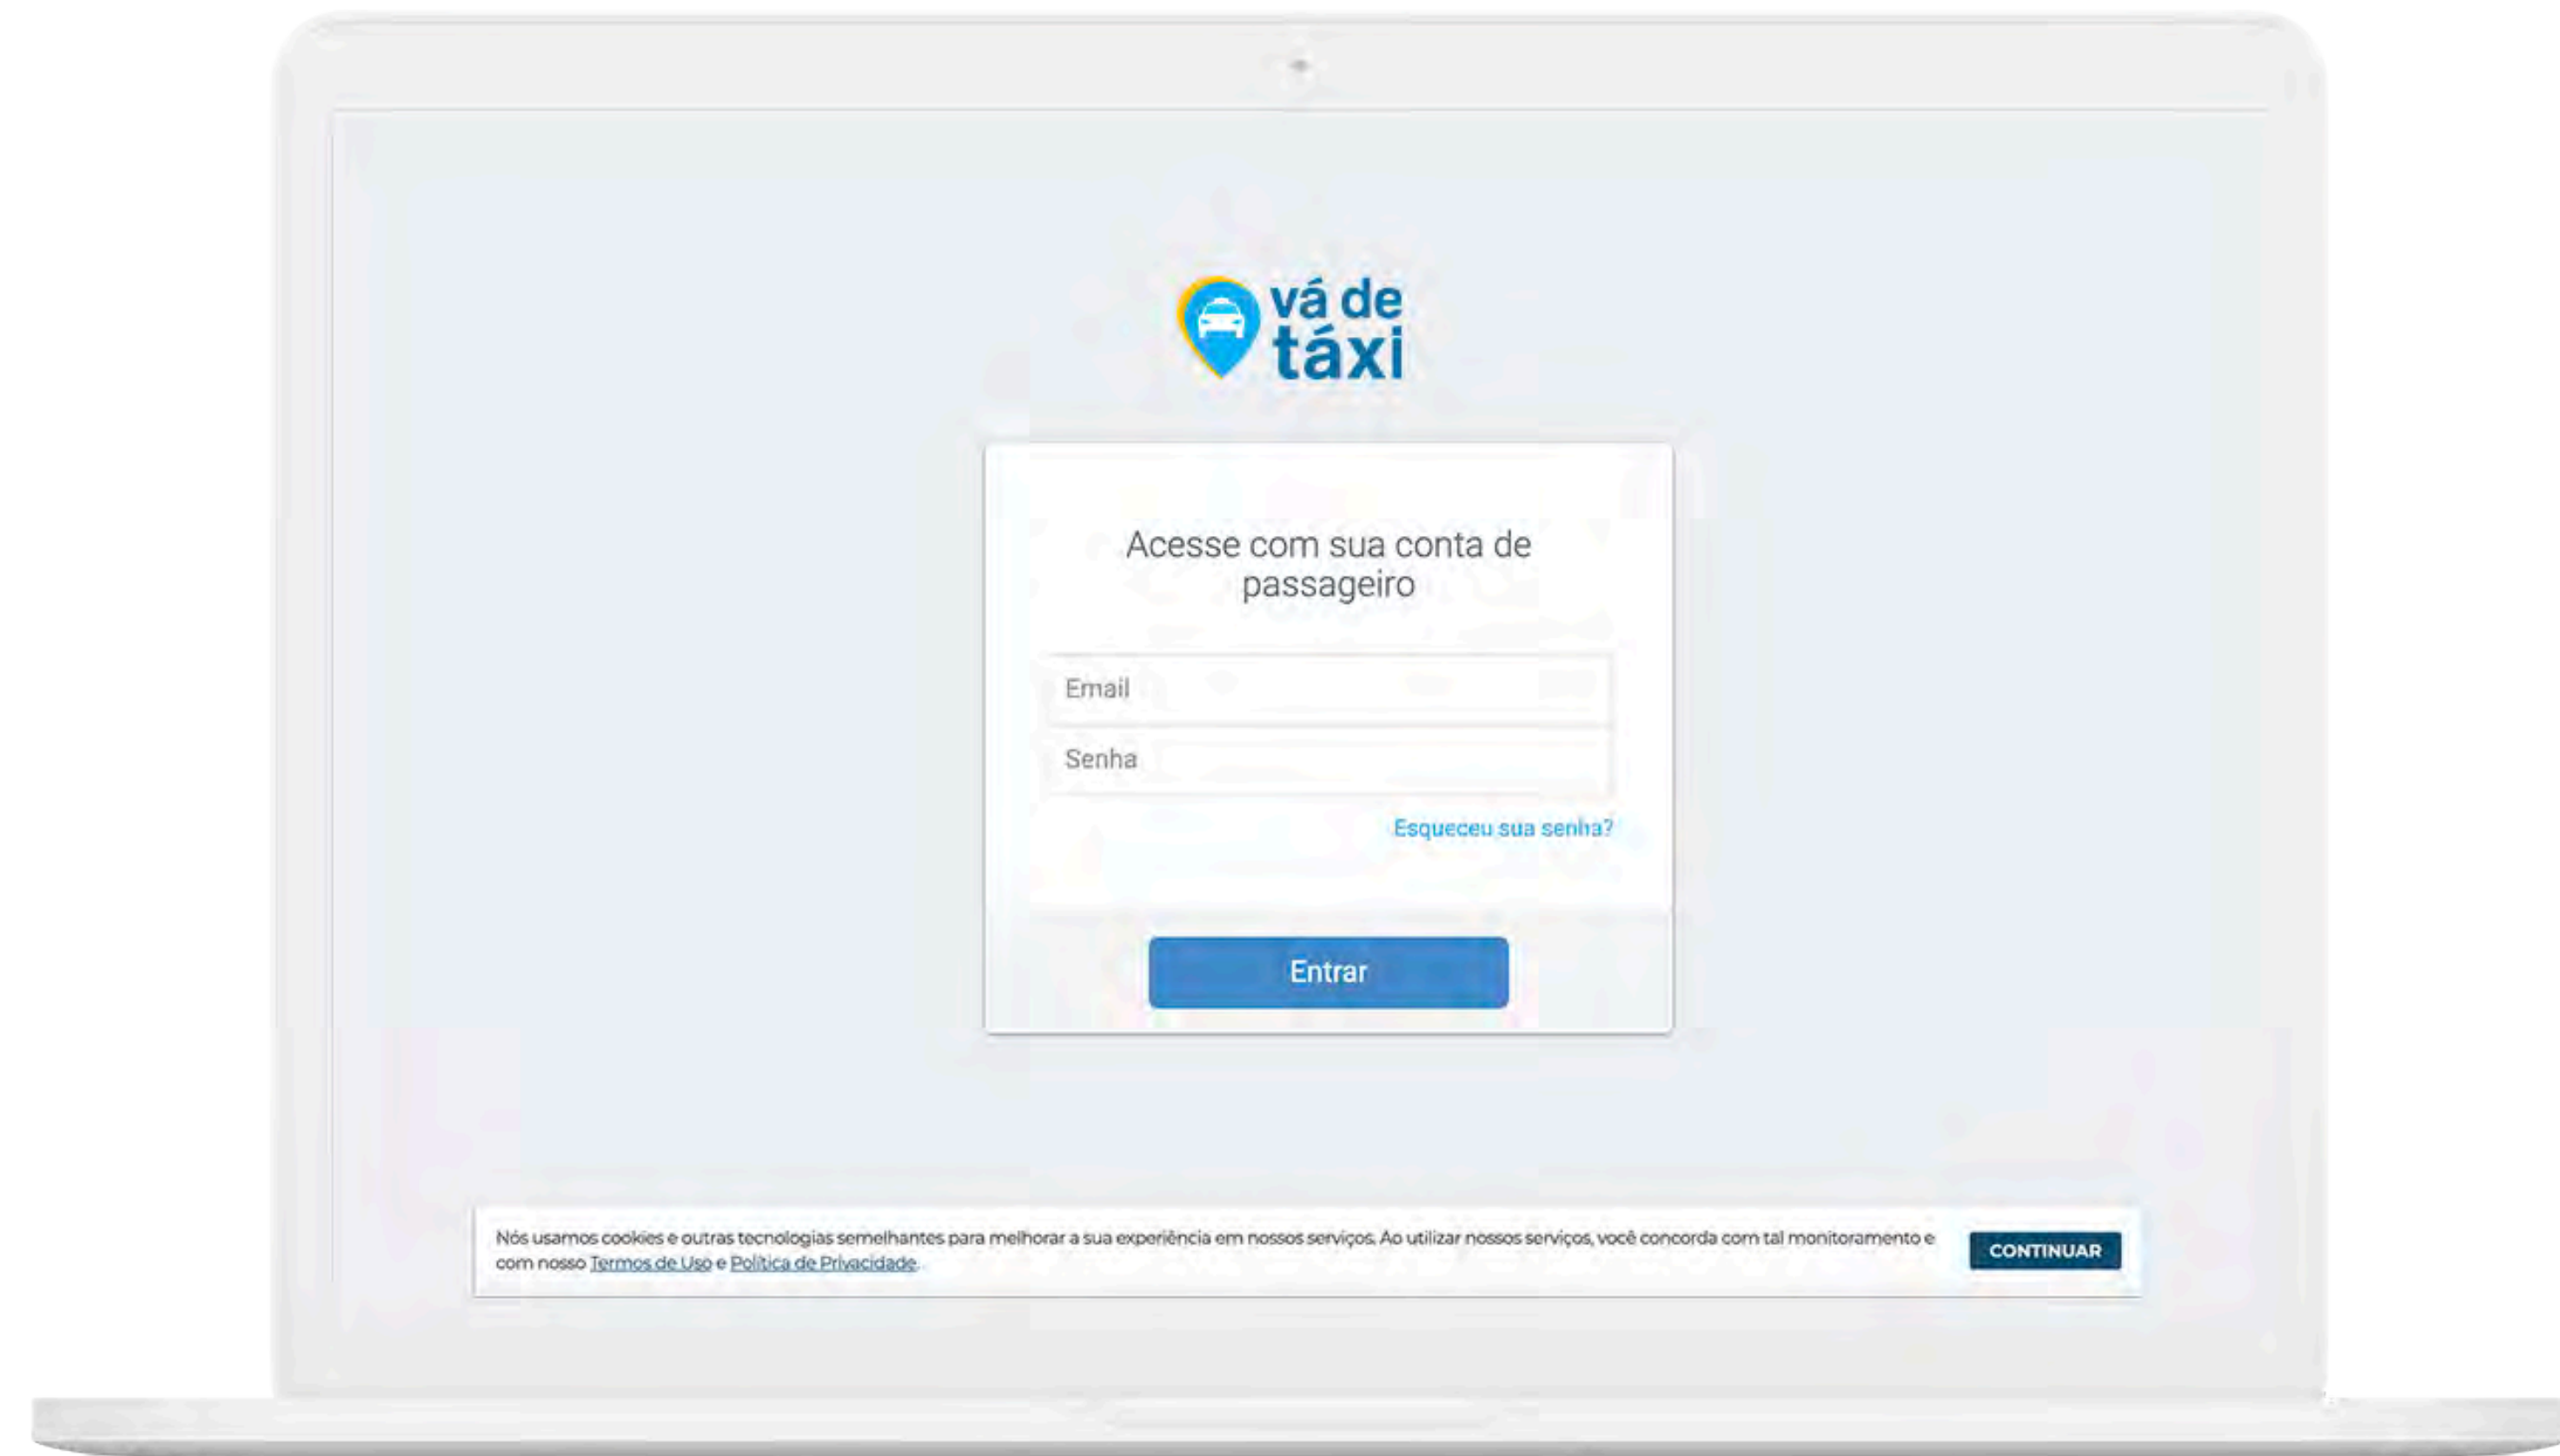 vá de
táxi
Acesse com sua conta de
passageiro
Email
Senha
Esqueceu sua senha?
Entrar
Nós usamos cookies e outras tecnologias semelhantes para melhorar a sua experiência em nossos serviços. Ao utilizar nossos serviços, você concorda com tal monitoramento e
com nosso Termos de Uso e Política de Privacidade.
CONTINUAR